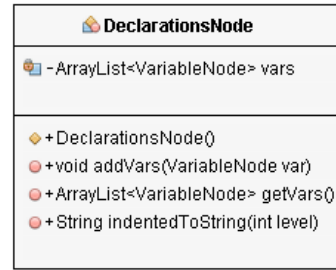 DeclarationsNode
-ArrayList<VariableNode> vars
+DeclarationsNode()
+void addVars(VariableNode var)
+ArrayList<VariableNode> getVars()
+String indentedToString(int level)